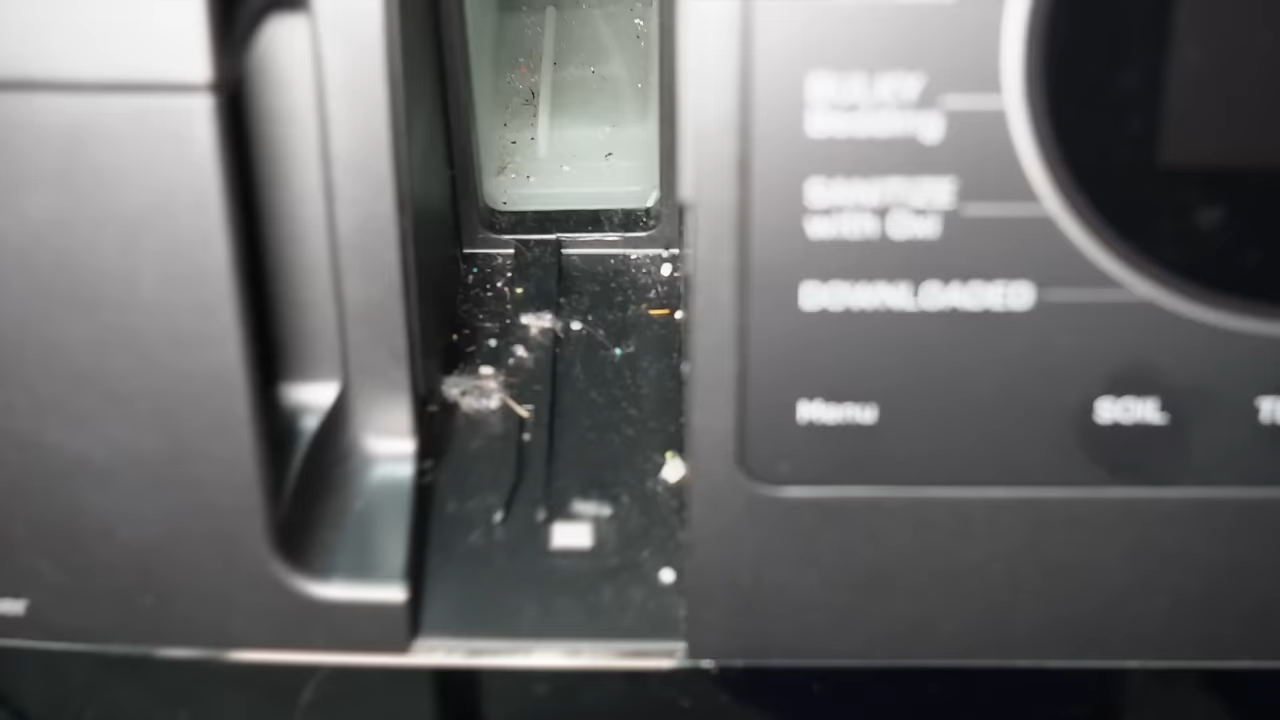 BULKY
Bedding
SANITIZE
with Oxi
DOWNLOADED
Menu
SOIL